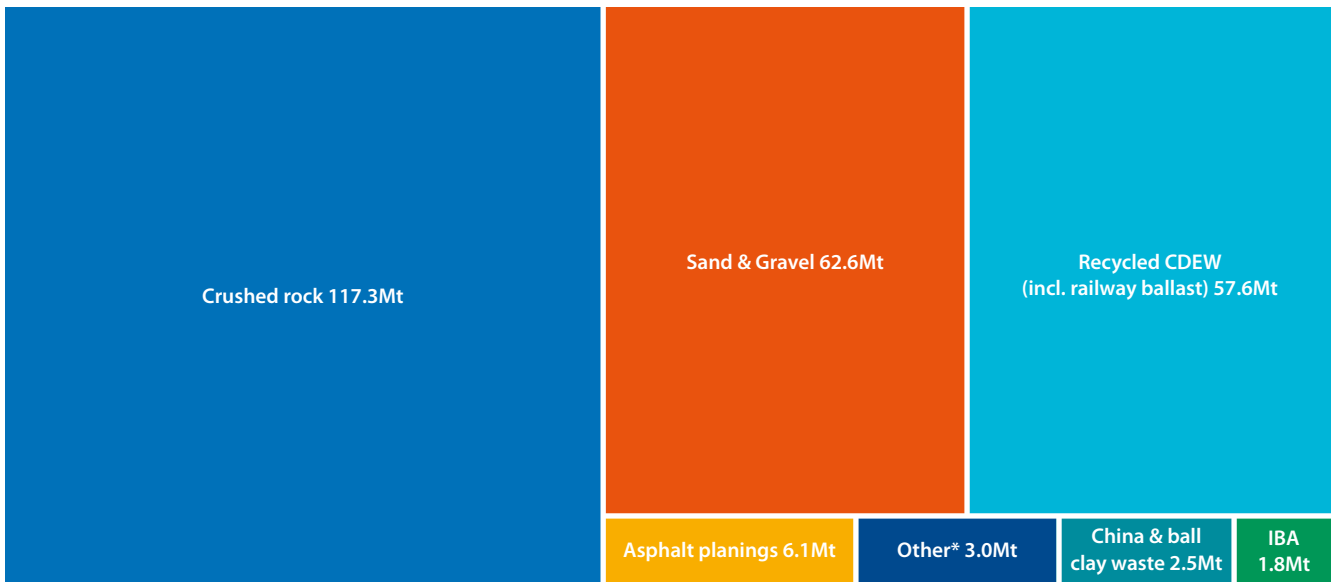 Crushed rock 117.3Mt
Sand & Gravel 62.6Mt
Recycled CDEW
(incl. railway ballast) 57.6Mt
Asphalt planings 6.1Mt
Other* 3.0Mt
China & ball
clay waste 2.5Mt
IBA
1.8Mt